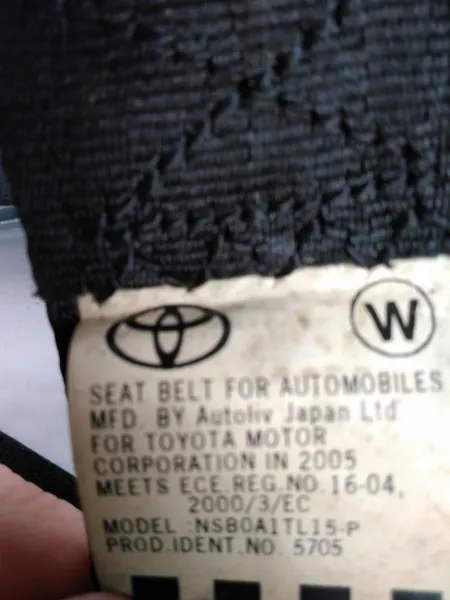 W
SEAT BELT FOR AUTOMOBILES
MFD. BY Autoliv Japan Ltd
FOR TOYOTA MOTOR
CORPORATION IN 2005
MEETS ECE REG.NO.16-04,
2000/3/EC
MODEL :NSB0A1TL15-P
PROD.IDENT.NO. 5705